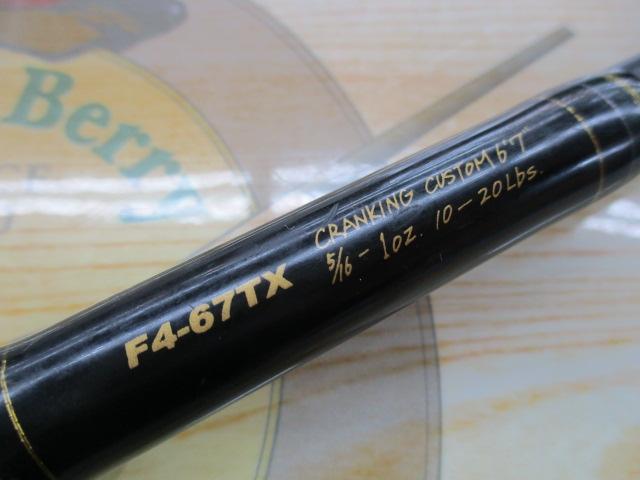 Berry
F4-67TX
CRANKING CUSTOM 6'7"
5/16 - 1oz. 10 - 20Lbs.